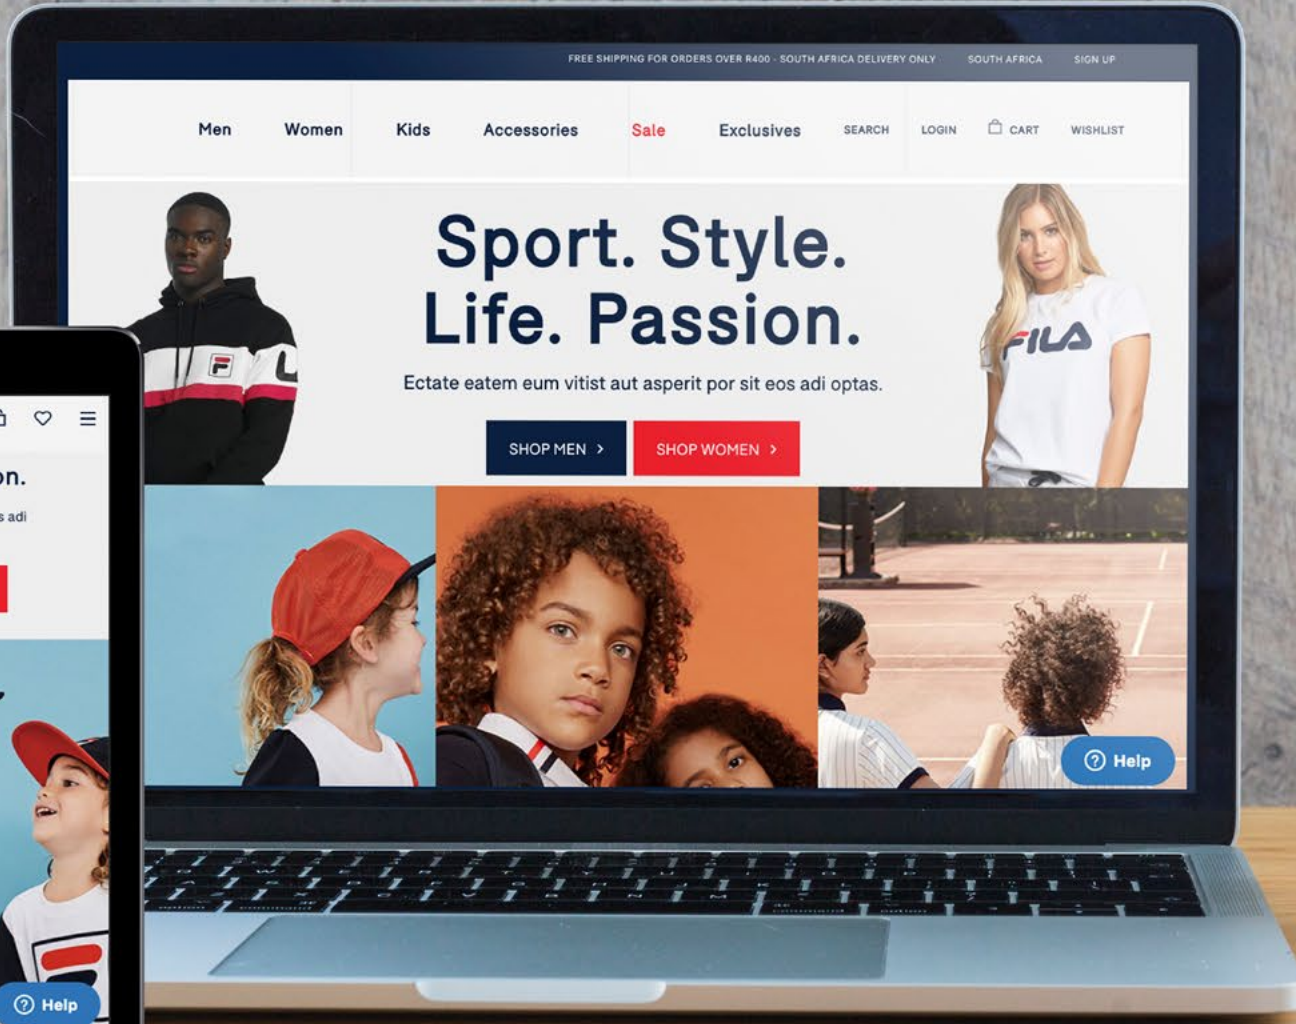 FREE SHIPPING FOR ORDERS OVER R400 - SOUTH AFRICA DELIVERY ONLY SOUTH AFRICA SIGN UP
Men Women Kids Accessories Sale Exclusives SEARCH LOGIN CART WISHLIST
Sport. Style.
Life. Passion.
Ectate eatem eum vitist aut asperit por sit eos adi optas.
SHOP MEN > SHOP WOMEN >
FILA
Help
on.
s adi
Help